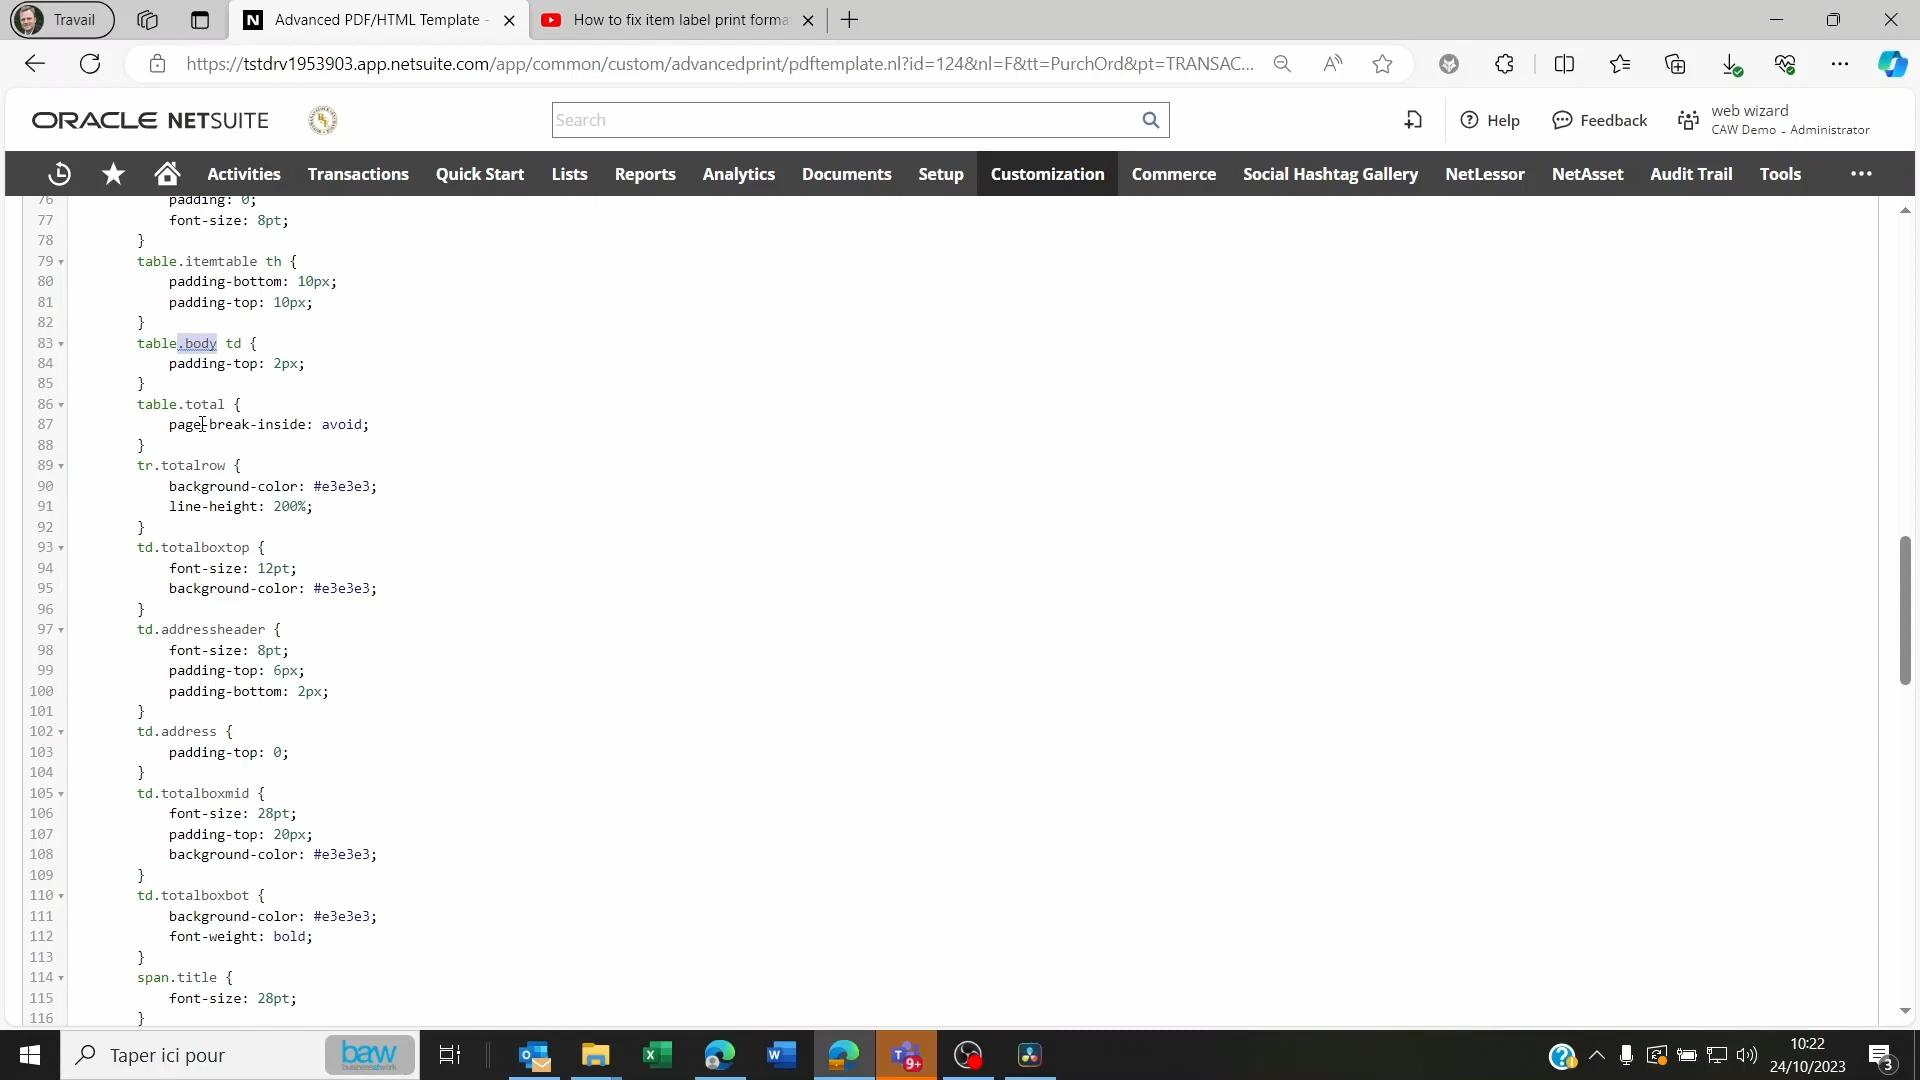 Travail
Advanced PDF/HTML Template -
How to fix item label print forma
https://tstdrv1953903.app.netsuite.com/app/common/custom/advancedprint/pdftemplate.nl?id=124&nl=F&tt=PurchOrd&pt=TRANSAC...
ORACLE NETSUITE
Search
Help
Feedback
web wizard
CAW Demo - Administrator
Activities
Transactions
Quick Start
Lists
Reports
Analytics
Documents
Setup
Customization
Commerce
Social Hashtag Gallery
NetLessor
NetAsset
Audit Trail
Tools
76 padding: 0;
77 font-size: 8pt;
78 }
79 table.itemtable th {
80 padding-bottom: 10px;
81 padding-top: 10px;
82 }
83 table.body td {
84 padding-top: 2px;
85 }
86 table.total {
87 page-break-inside: avoid;
88 }
89 tr.totalrow {
90 background-color: #e3e3e3;
91 line-height: 200%;
92 }
93 td.totalboxtop {
94 font-size: 12pt;
95 background-color: #e3e3e3;
96 }
97 td.addressheader {
98 font-size: 8pt;
99 padding-top: 6px;
100 padding-bottom: 2px;
101 }
102 td.address {
103 padding-top: 0;
104 }
105 td.totalboxmid {
106 font-size: 28pt;
107 padding-top: 20px;
108 background-color: #e3e3e3;
109 }
110 td.totalboxbot {
111 background-color: #e3e3e3;
112 font-weight: bold;
113 }
114 span.title {
115 font-size: 28pt;
116 }
Taper ici pour
baw
9+
10:22
24/10/2023
3